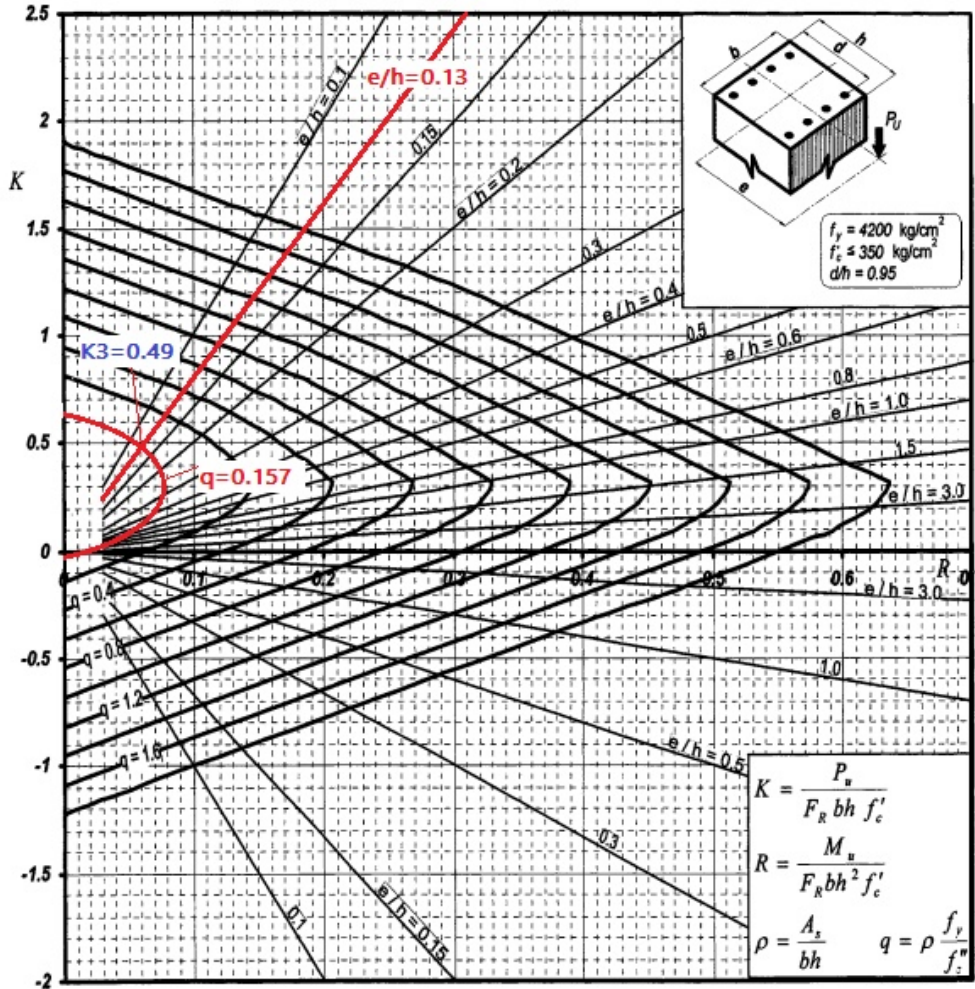 2.5
2
1.5
1
0.5
0
-0.5
-1
-1.5
-2
K
e/h = 0.1
e/h=0.13
0.15
e/h = 0.2
0.3
e/h = 0.4
0.5
e/h = 0.6
0.8
e/h = 1.0
1.5
e/h = 3.0
K3=0.49
q=0.157
b
d
h
e
P_U
f_y = 4200 kg/cm²
f'_c ≤ 350 kg/cm²
d/h = 0.95
0.1
0.2
0.3
0.4
0.5
0.6
R
e/h = 3.0
1.0
e/h = 0.5
0.3
e/h = 0.15
0.1
q = 0.4
q = 0.8
q = 1.2
q = 1.6
K = P_u / F_R bh f'_c
R = M_u / F_R bh² f'_c
ρ = A_s / bh q = ρ f_y / f''_c